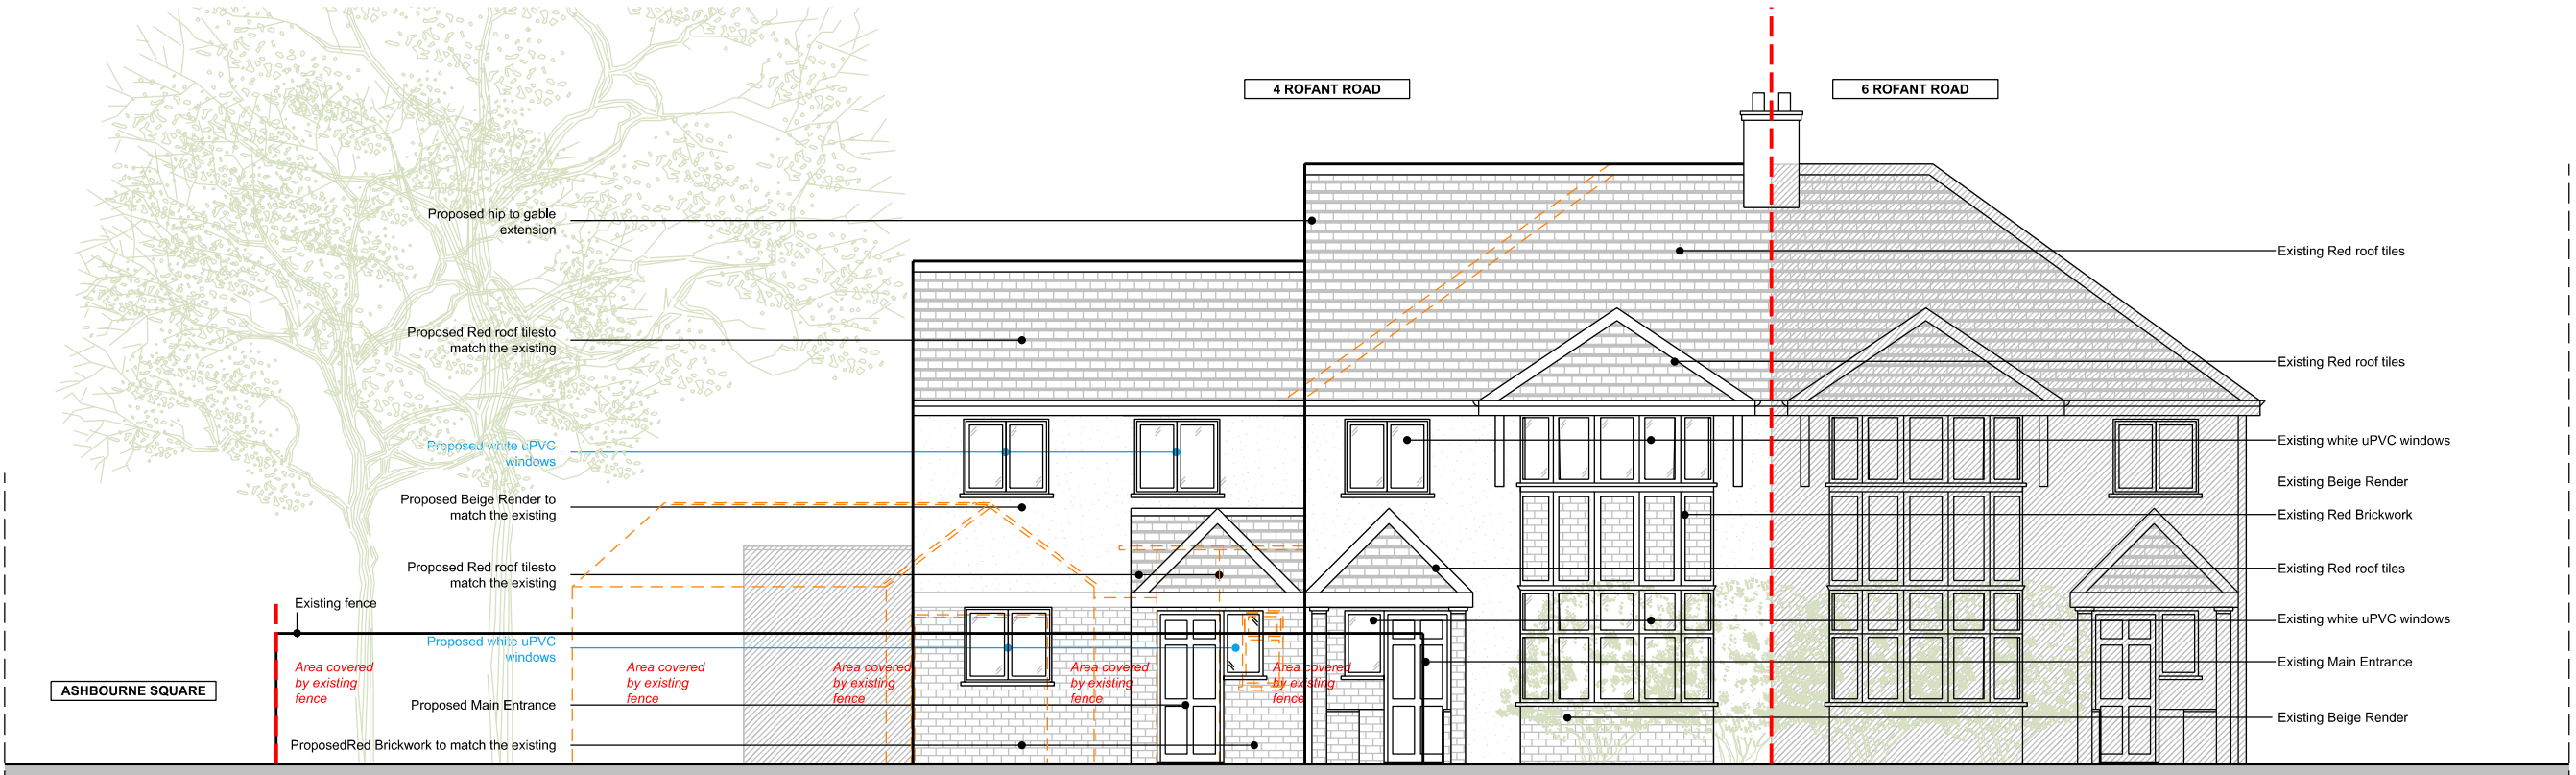 4 ROFANT ROAD
6 ROFANT ROAD
Proposed hip to gable
extension
Proposed Red roof tilesto
match the existing
Proposed white uPVC
windows
Proposed Beige Render to
match the existing
Proposed Red roof tilesto
match the existing
Existing fence
Proposed white uPVC
windows
Area covered
by existing
fence
Area covered
by existing
fence
Area covered
by existing
fence
Area covered
by existing
fence
Area covered
by existing
fence
ASHBOURNE SQUARE
Proposed Main Entrance
ProposedRed Brickwork to match the existing
Existing Red roof tiles
Existing Red roof tiles
Existing white uPVC windows
Existing Beige Render
Existing Red Brickwork
Existing Red roof tiles
Existing white uPVC windows
Existing Main Entrance
Existing Beige Render